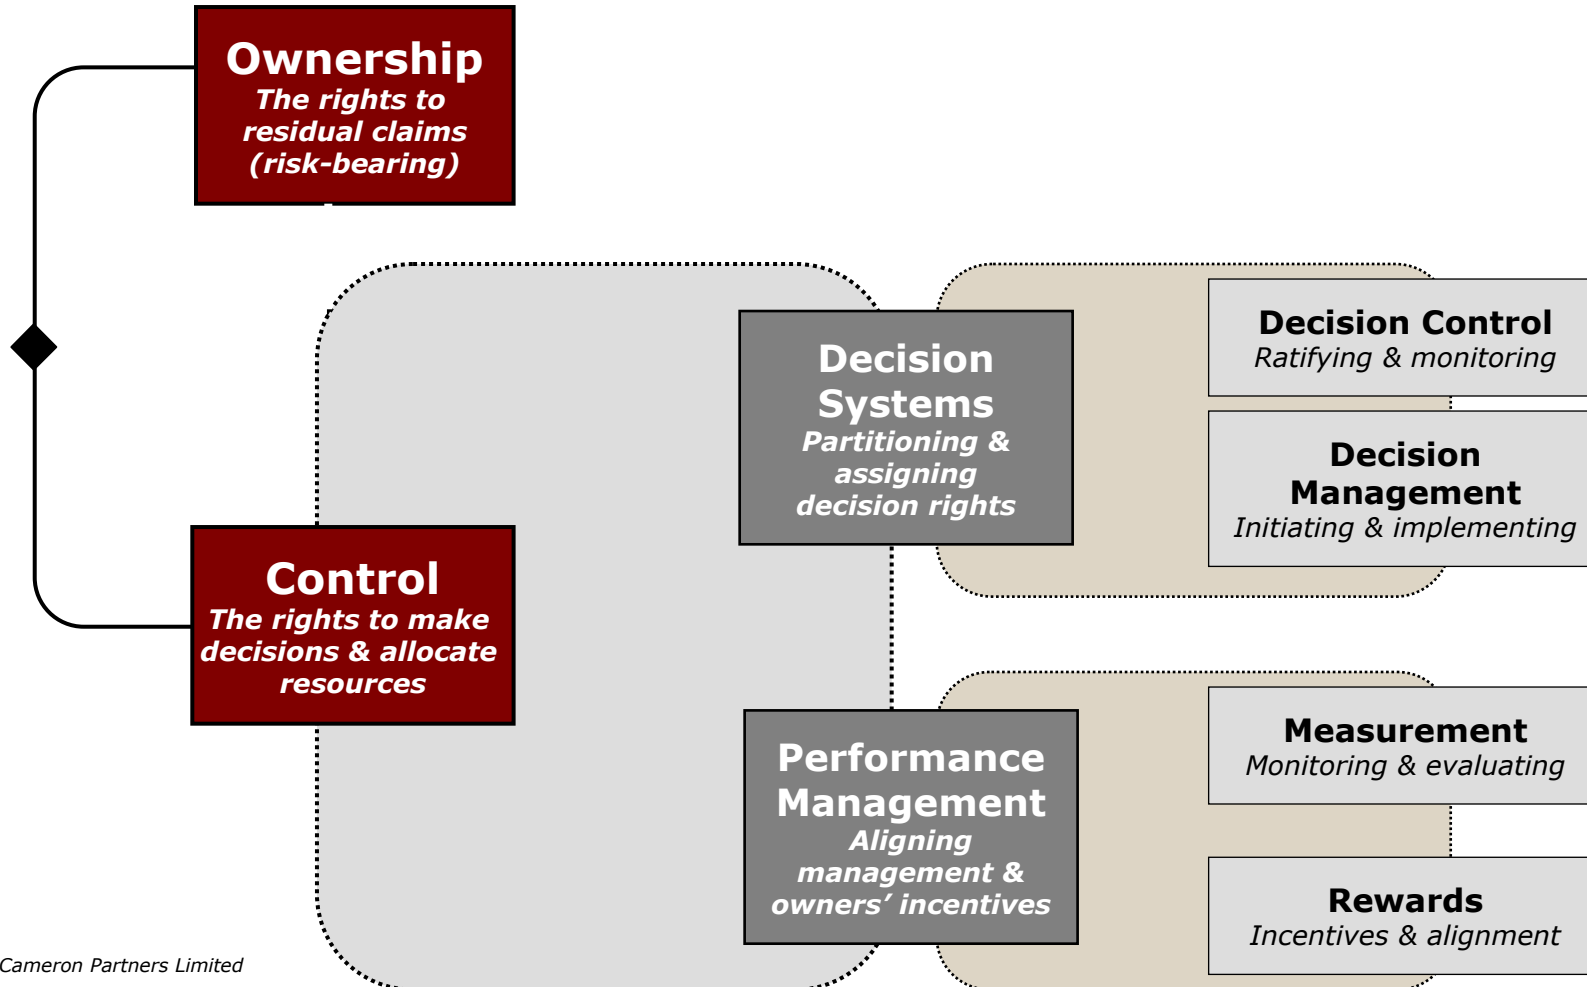 Ownership
The rights to
residual claims
(risk-bearing)
Control
The rights to make
decisions & allocate
resources
Decision
Systems
Partitioning &
assigning
decision rights
Performance
Management
Aligning
management &
owners’ incentives
Decision Control
Ratifying & monitoring
Decision
Management
Initiating & implementing
Measurement
Monitoring & evaluating
Rewards
Incentives & alignment
Cameron Partners Limited